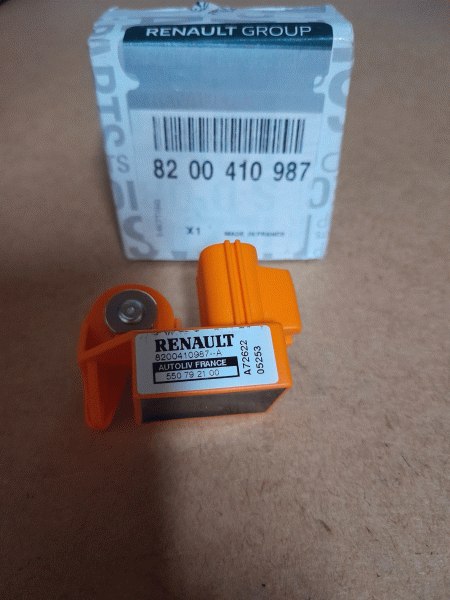 RENAULT GROUP
82 00 410 987
X1 MADE IN FRANCE
RENAULT
8200410987--A
AUTOLIV FRANCE
550 79 21 00
A72622
05253